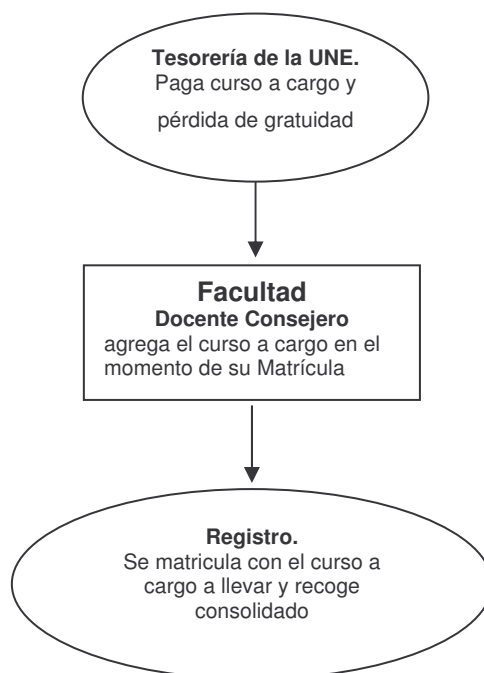 Tesorería de la UNE.
Paga curso a cargo y
pérdida de gratuidad
Facultad
Docente Consejero
agrega el curso a cargo en el
momento de su Matrícula
Registro.
Se matricula con el curso a
cargo a llevar y recoge
consolidado